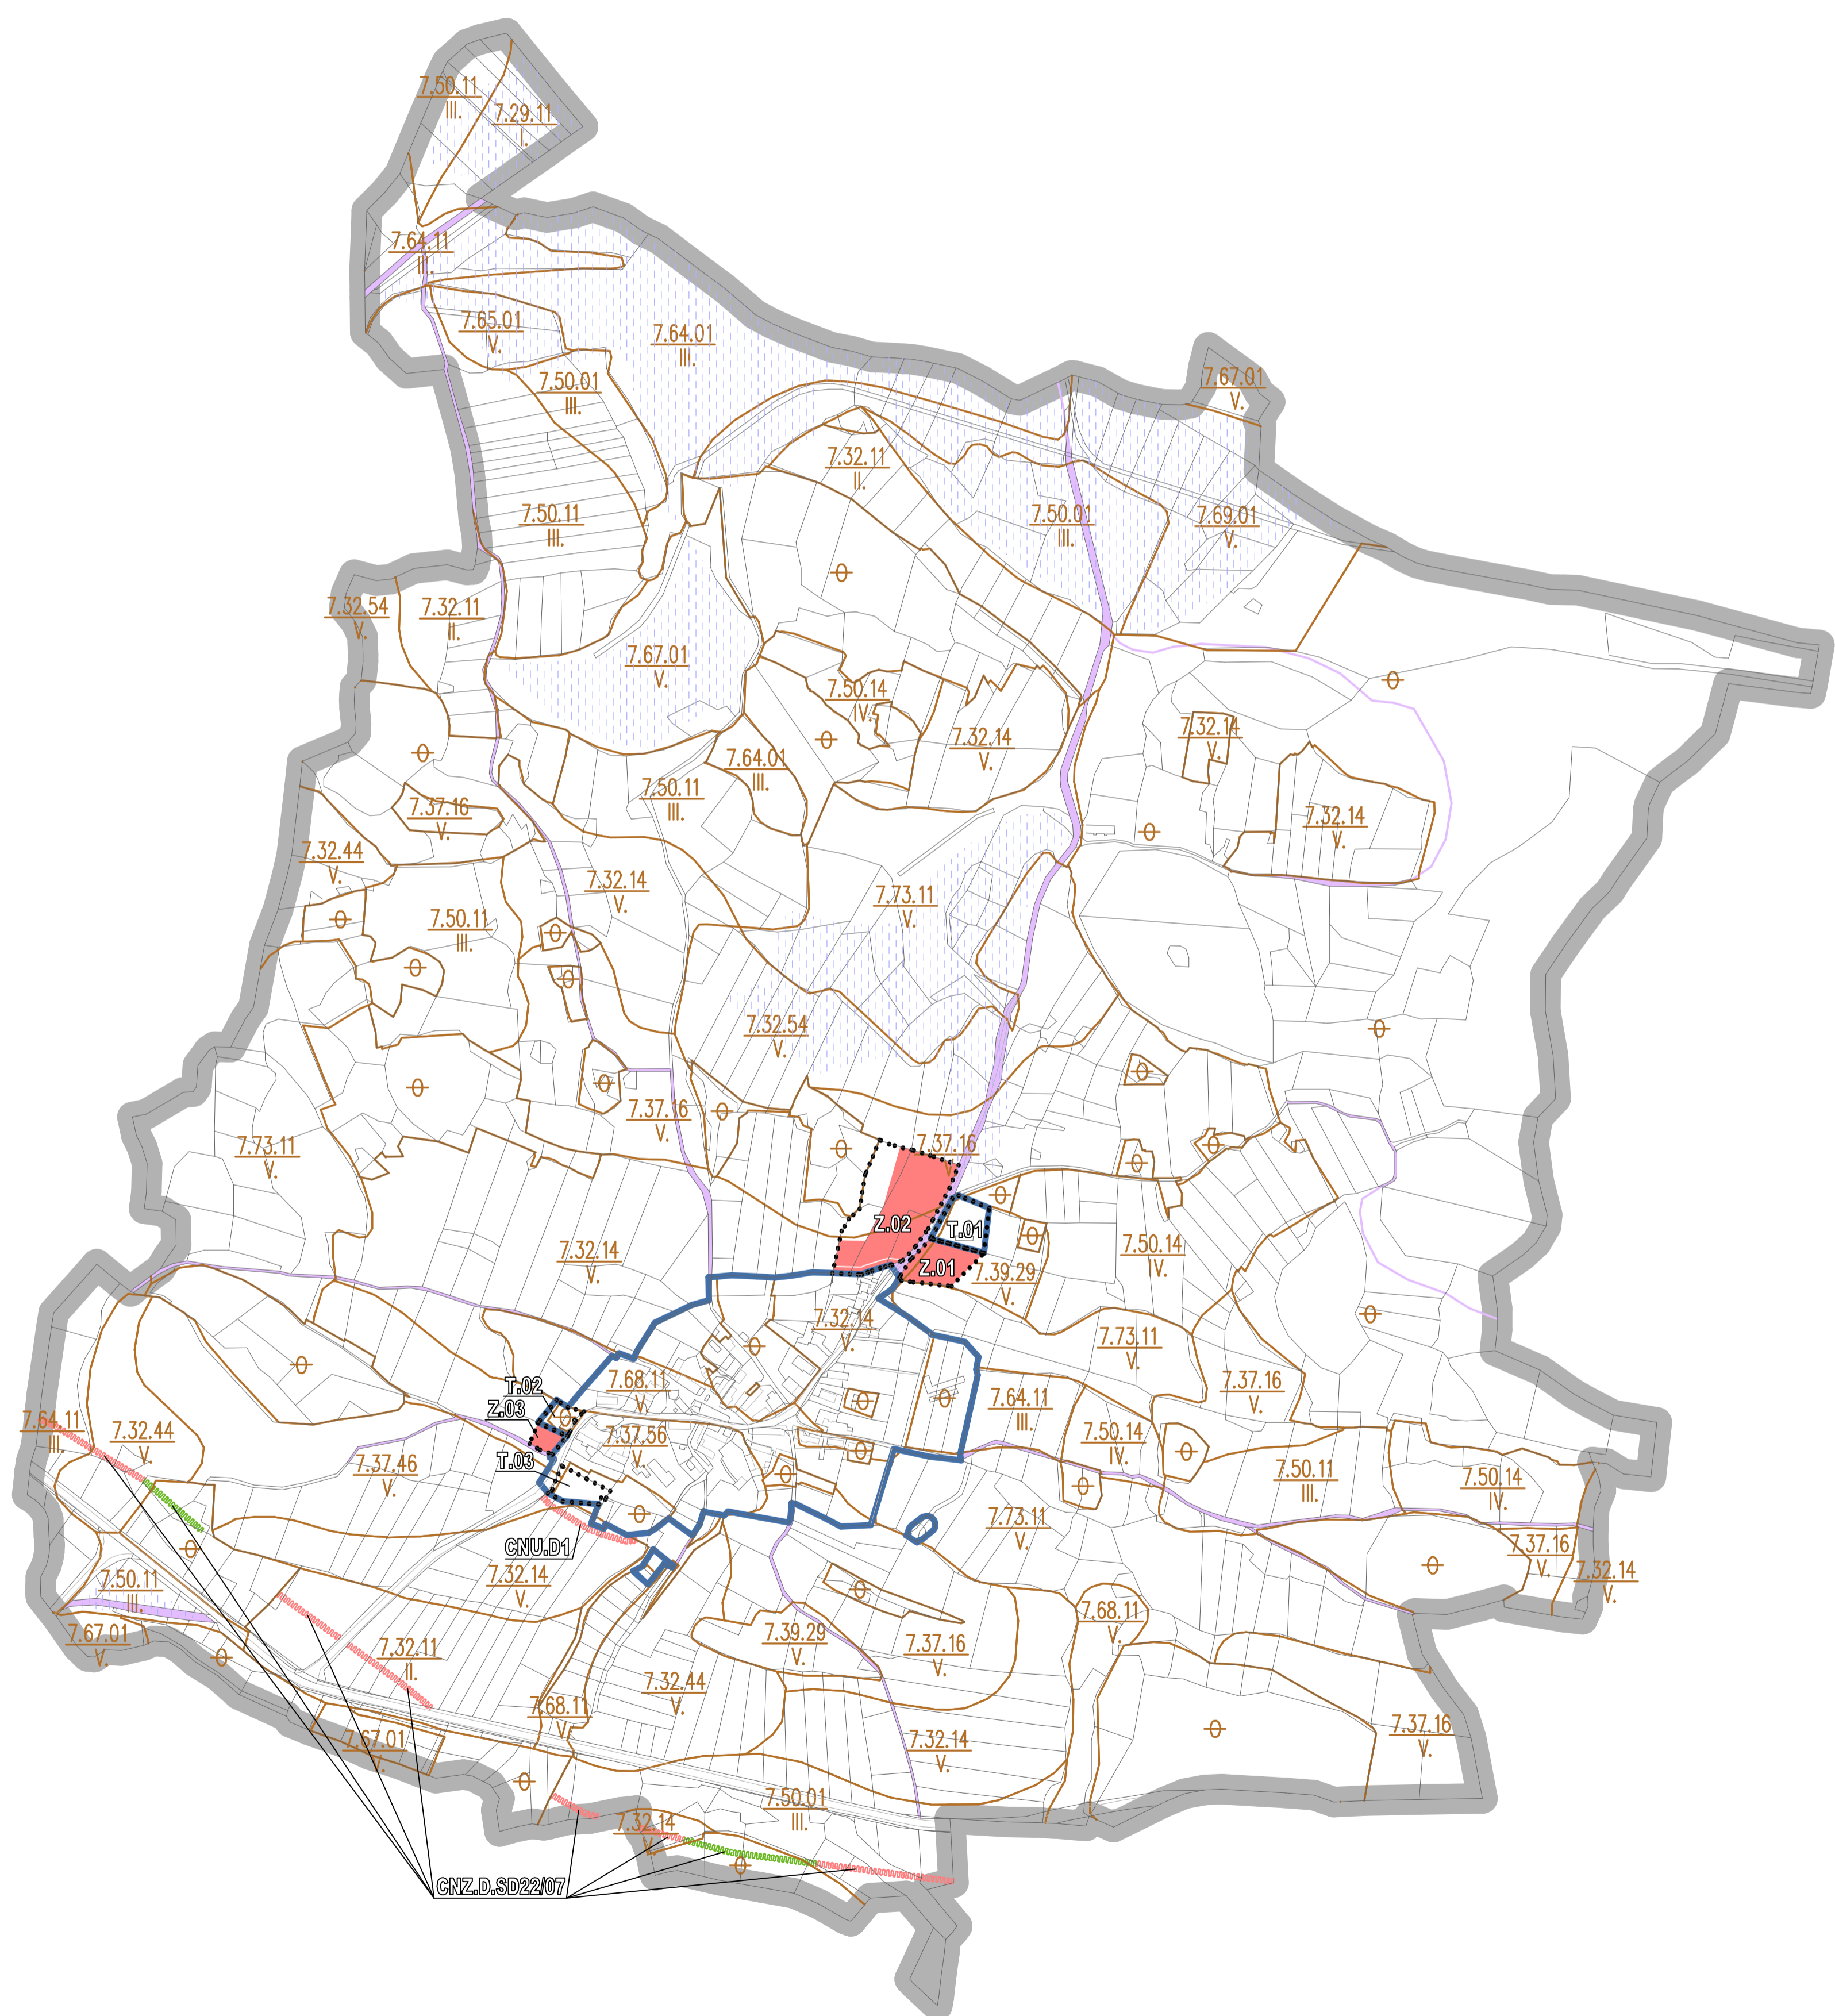 7.50.11
III.
7.29.11
I.
7.64.11
III.
7.65.01
V.
7.64.01
III.
7.50.01
III.
7.67.01
V.
7.32.11
II.
7.50.11
III.
7.50.01
III.
7.69.01
V.
7.32.54
V.
7.32.11
II.
7.67.01
V.
7.50.14
IV.
7.32.14
V.
7.32.14
V.
7.64.01
III.
7.50.11
III.
7.37.16
V.
7.32.14
V.
7.32.44
V.
7.32.14
V.
7.73.11
V.
7.50.11
III.
7.32.54
V.
7.37.16
V.
7.73.11
V.
7.37.16
V.
Z.02
T.01
7.32.14
V.
7.50.14
IV.
Z.01
7.39.29
V.
7.32.14
V.
7.73.11
V.
7.68.11
V.
T.02
7.37.16
V.
Z.03
7.64.11
III.
7.64.11
III.
7.32.44
V.
7.37.56
V.
7.50.14
IV.
T.03
7.37.46
V.
7.50.11
III.
7.50.14
IV.
7.73.11
V.
CNU.D1
7.37.16
V.
7.32.14
V.
7.50.11
III.
7.32.14
V.
7.68.11
V.
7.67.01
V.
7.39.29
V.
7.37.16
V.
7.32.11
II.
7.32.44
V.
7.68.11
V.
7.37.16
V.
7.67.01
V.
7.32.14
V.
7.50.01
III.
7.32.14
V.
CNZ.D.SD22/07